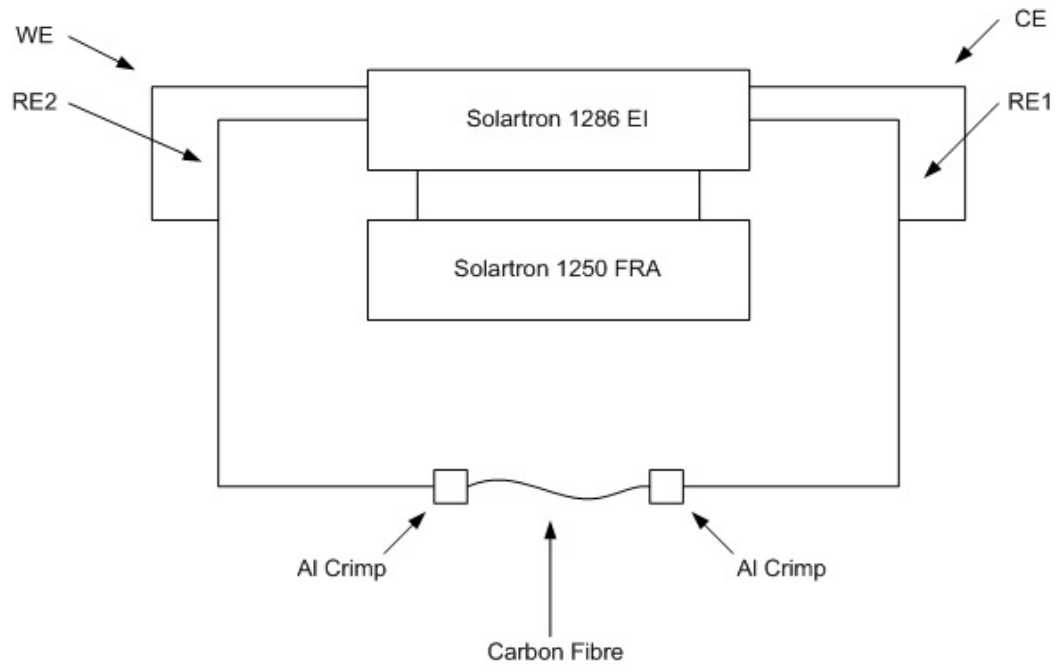 WE
CE
RE2
RE1
Solartron 1286 EI
Solartron 1250 FRA
Al Crimp
Al Crimp
Carbon Fibre